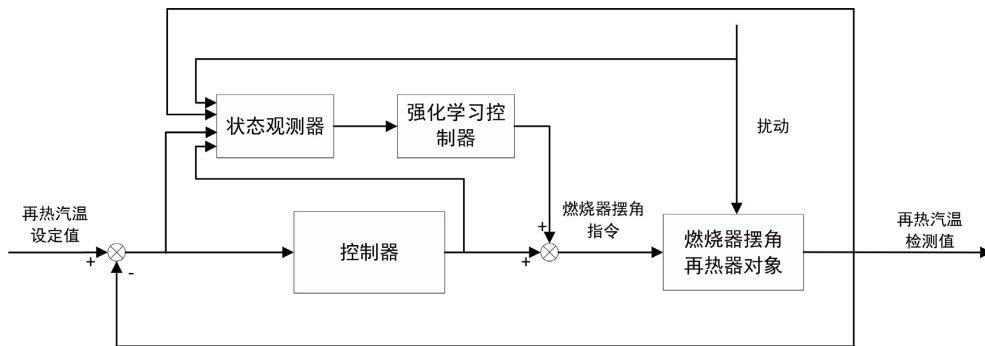 状态观测器
强化学习控
制器
扰动
再热汽温
设定值
+
-
控制器
+
+
燃烧器摆角
指令
燃烧器摆角
再热器对象
再热汽温
检测值